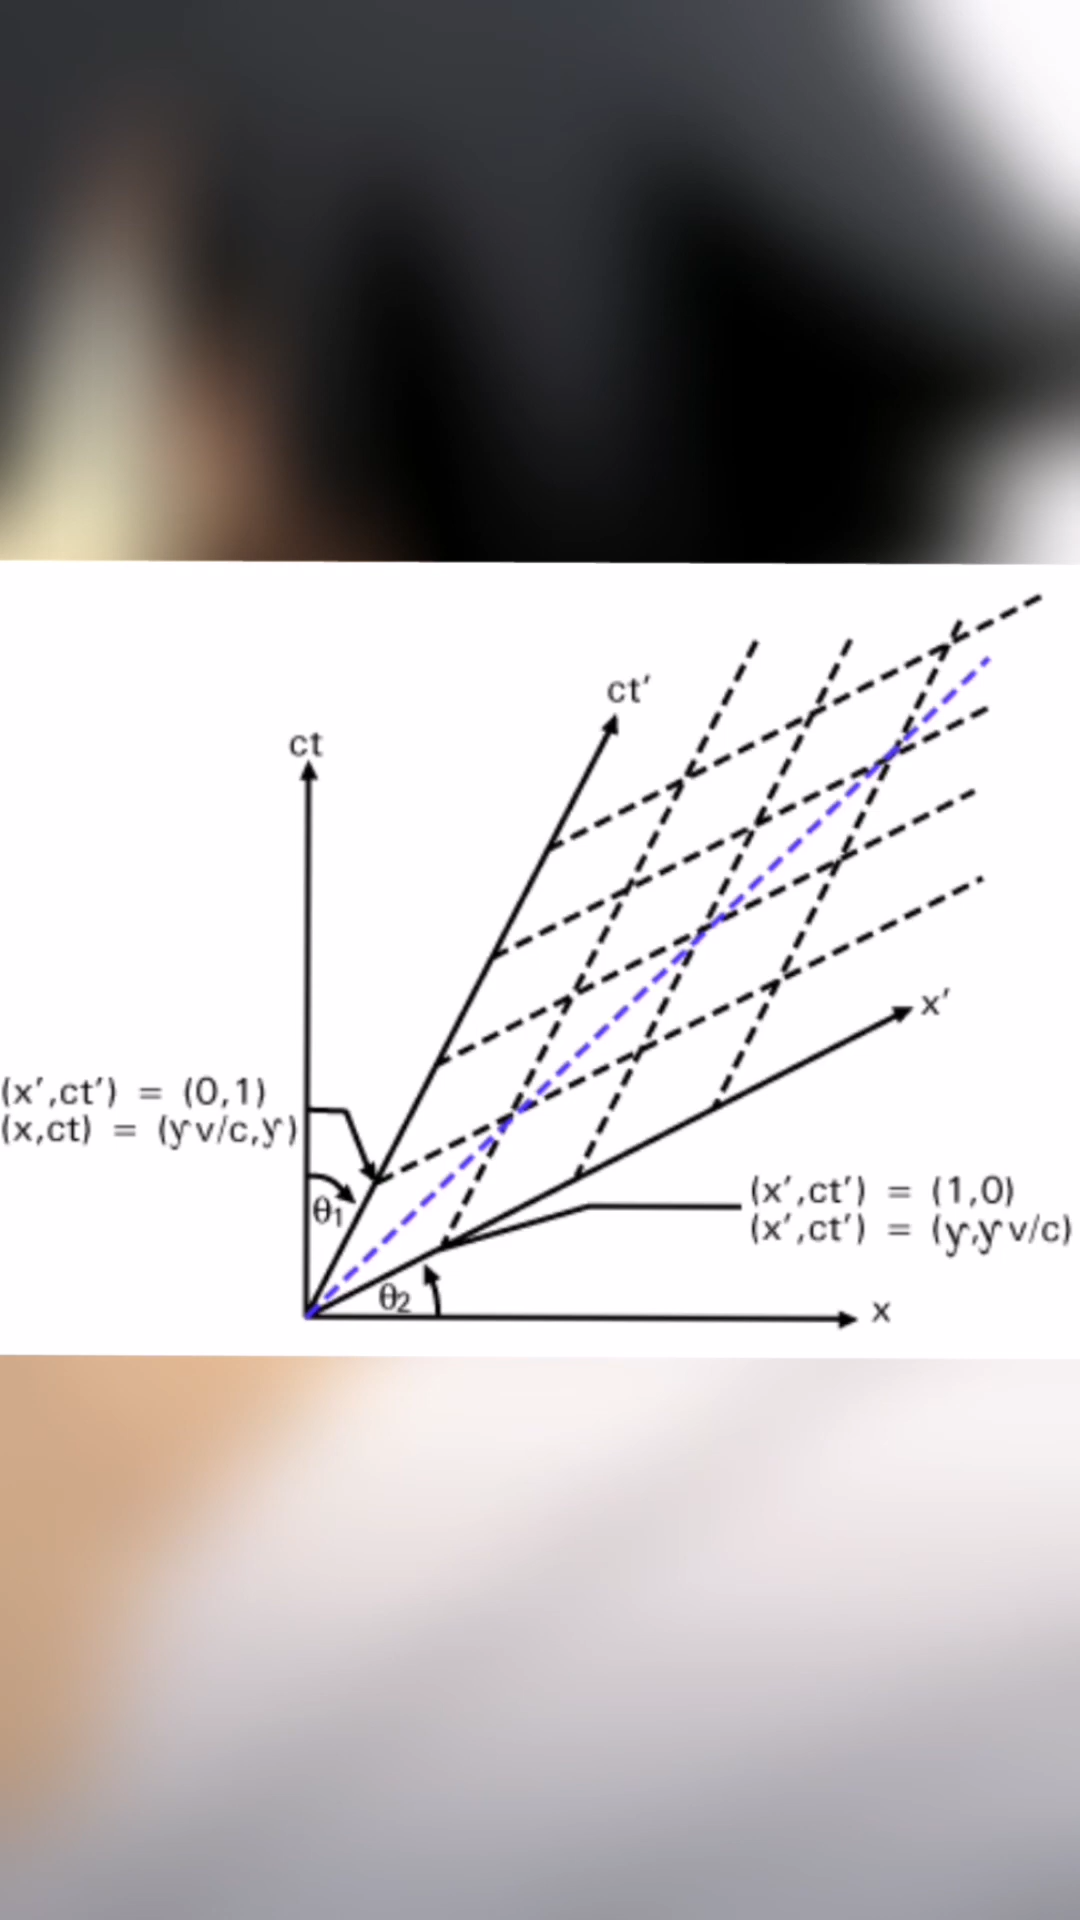 ct′
ct
x′
(x′,ct′) = (0,1)
(x,ct) = (γv/c,γ)
θ₁
(x′,ct′) = (1,0)
(x′,ct′) = (γ,γv/c)
θ₂
x